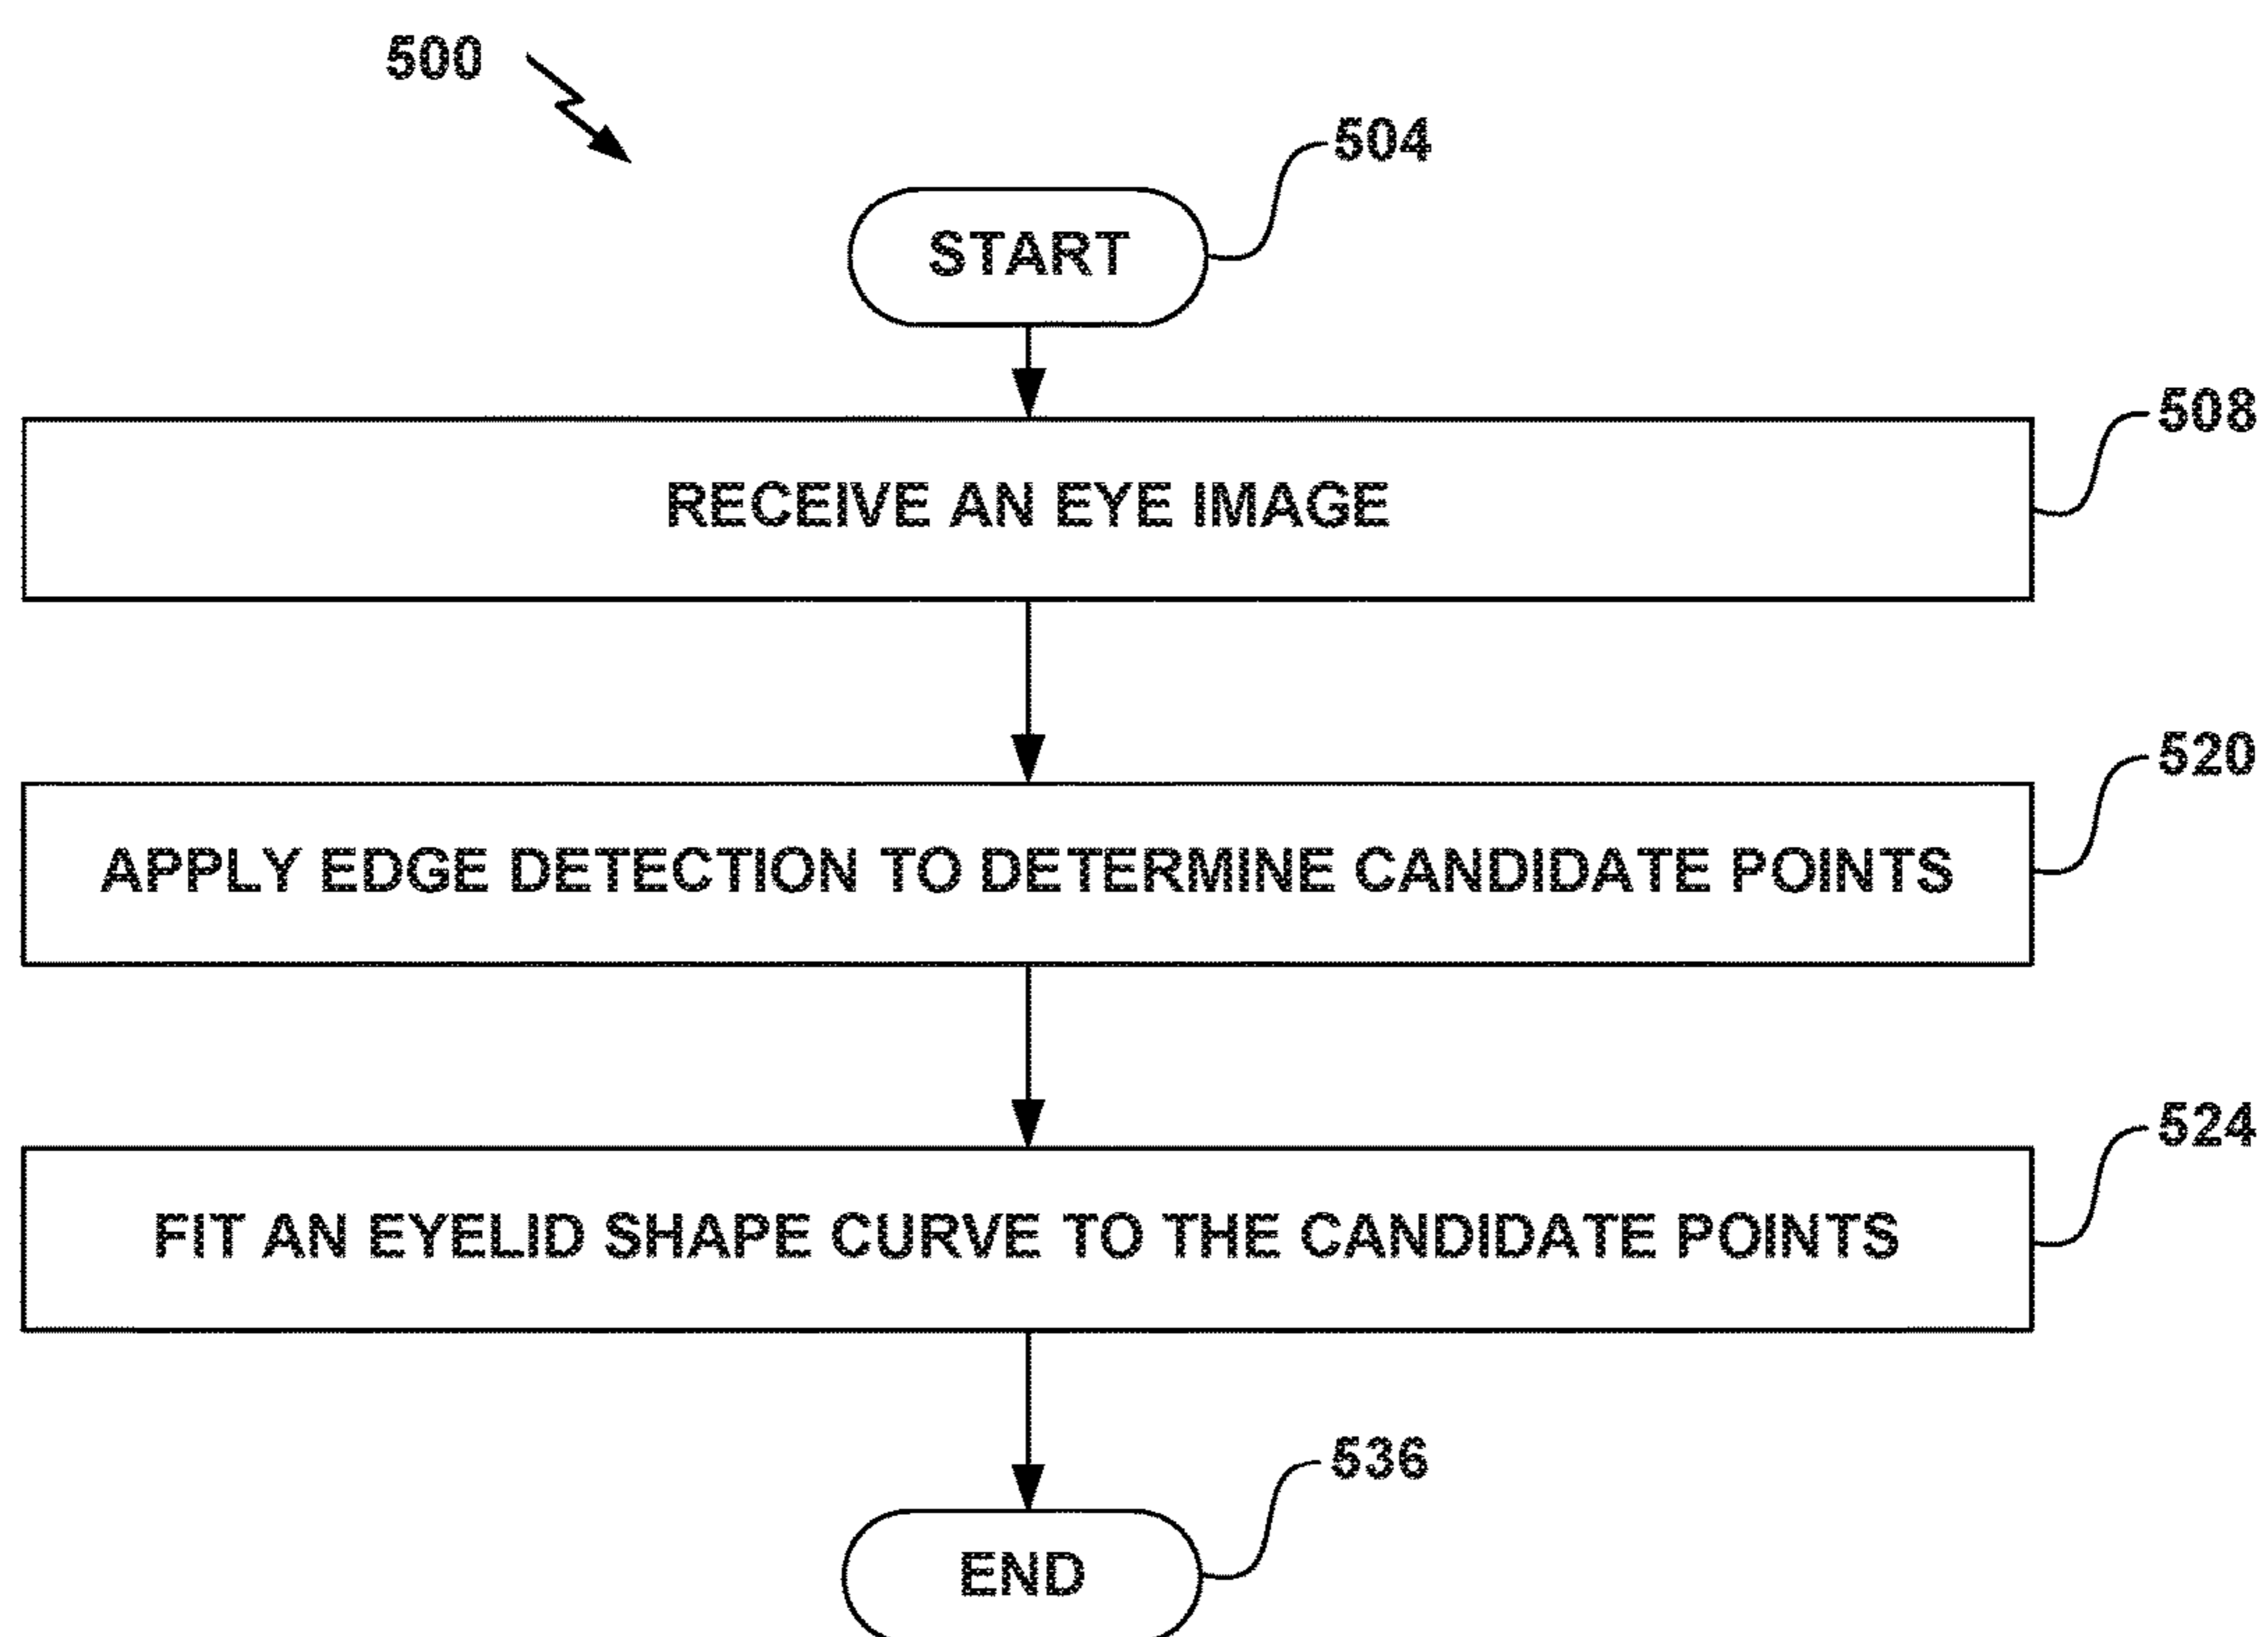 500
504
START
508
RECEIVE AN EYE IMAGE
520
APPLY EDGE DETECTION TO DETERMINE CANDIDATE POINTS
524
FIT AN EYELID SHAPE CURVE TO THE CANDIDATE POINTS
536
END